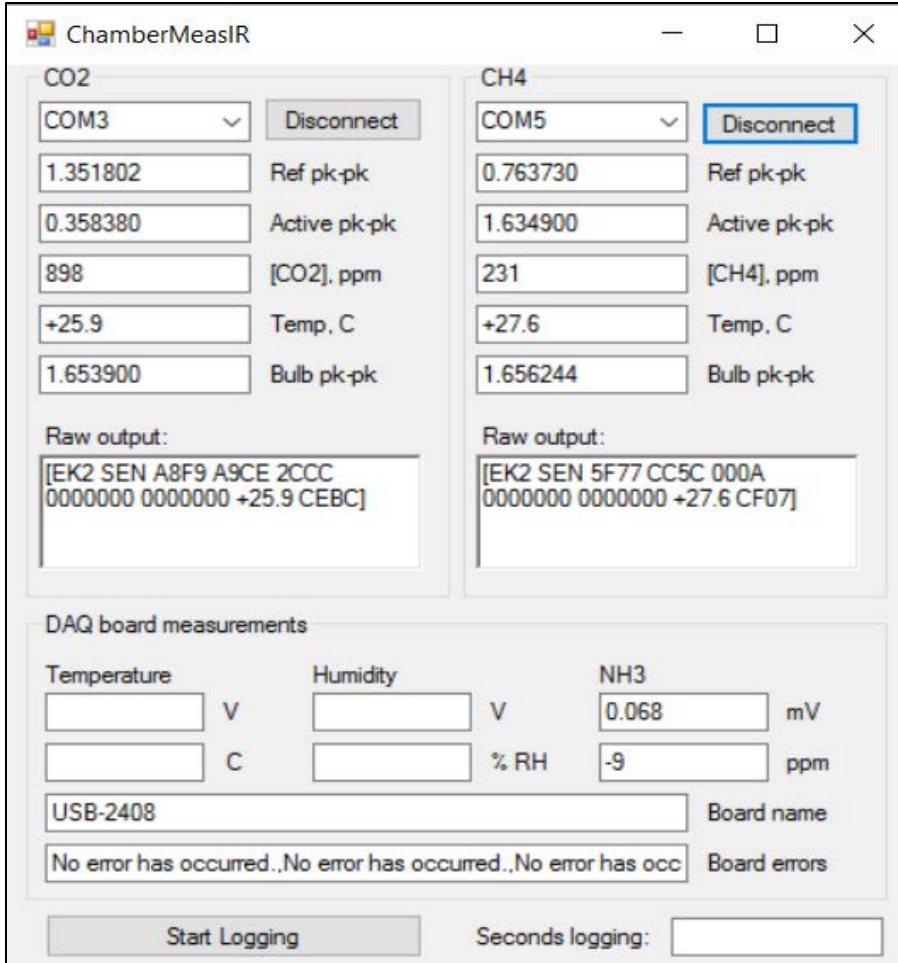 ChamberMeasIR
CO2
COM3 Disconnect
1.351802 Ref pk-pk
0.358380 Active pk-pk
898 [CO2], ppm
+25.9 Temp, C
1.653900 Bulb pk-pk
Raw output:
[EK2 SEN A8F9 A9CE 2CCC
0000000 0000000 +25.9 CEBC]
CH4
COM5 Disconnect
0.763730 Ref pk-pk
1.634900 Active pk-pk
231 [CH4], ppm
+27.6 Temp, C
1.656244 Bulb pk-pk
Raw output:
[EK2 SEN 5F77 CC5C 000A
0000000 0000000 +27.6 CF07]
DAQ board measurements
Temperature Humidity NH3
V V 0.068 mV
C % RH -9 ppm
USB-2408 Board name
No error has occurred.,No error has occurred.,No error has occ Board errors
Start Logging Seconds logging: